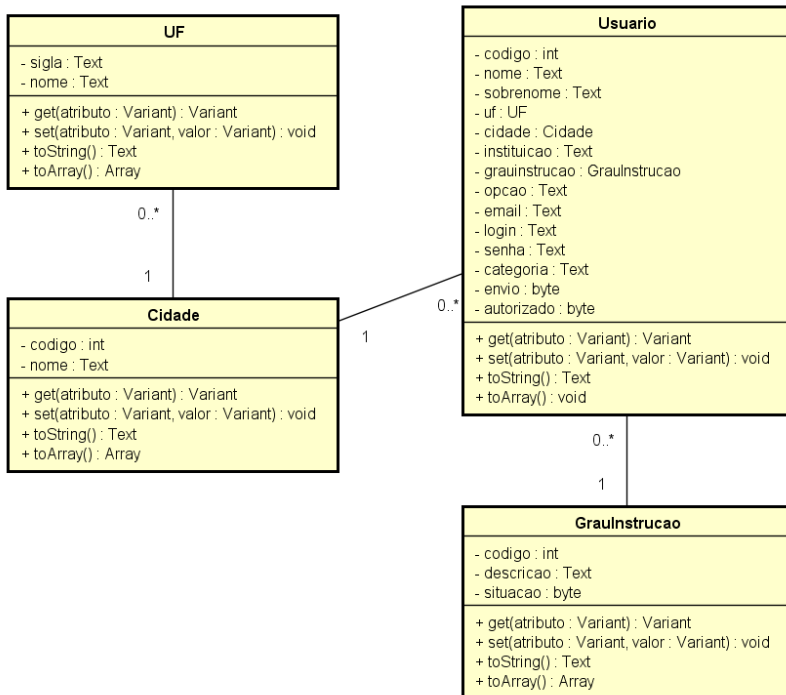 UF
- sigla : Text
- nome : Text
+ get(atributo : Variant) : Variant
+ set(atributo : Variant, valor : Variant) : void
+ toString() : Text
+ toArray() : Array
0..*
1
Cidade
- codigo : int
- nome : Text
+ get(atributo : Variant) : Variant
+ set(atributo : Variant, valor : Variant) : void
+ toString() : Text
+ toArray() : Array
1
0..*
Usuario
- codigo : int
- nome : Text
- sobrenome : Text
- uf : UF
- cidade : Cidade
- instituicao : Text
- grauinstrucao : GrauInstrucao
- opcao : Text
- email : Text
- login : Text
- senha : Text
- categoria : Text
- envio : byte
- autorizado : byte
+ get(atributo : Variant) : Variant
+ set(atributo : Variant, valor : Variant) : void
+ toString() : Text
+ toArray() : void
0..*
1
GrauInstrucao
- codigo : int
- descricao : Text
- situacao : byte
+ get(atributo : Variant) : Variant
+ set(atributo : Variant, valor : Variant) : void
+ toString() : Text
+ toArray() : Array